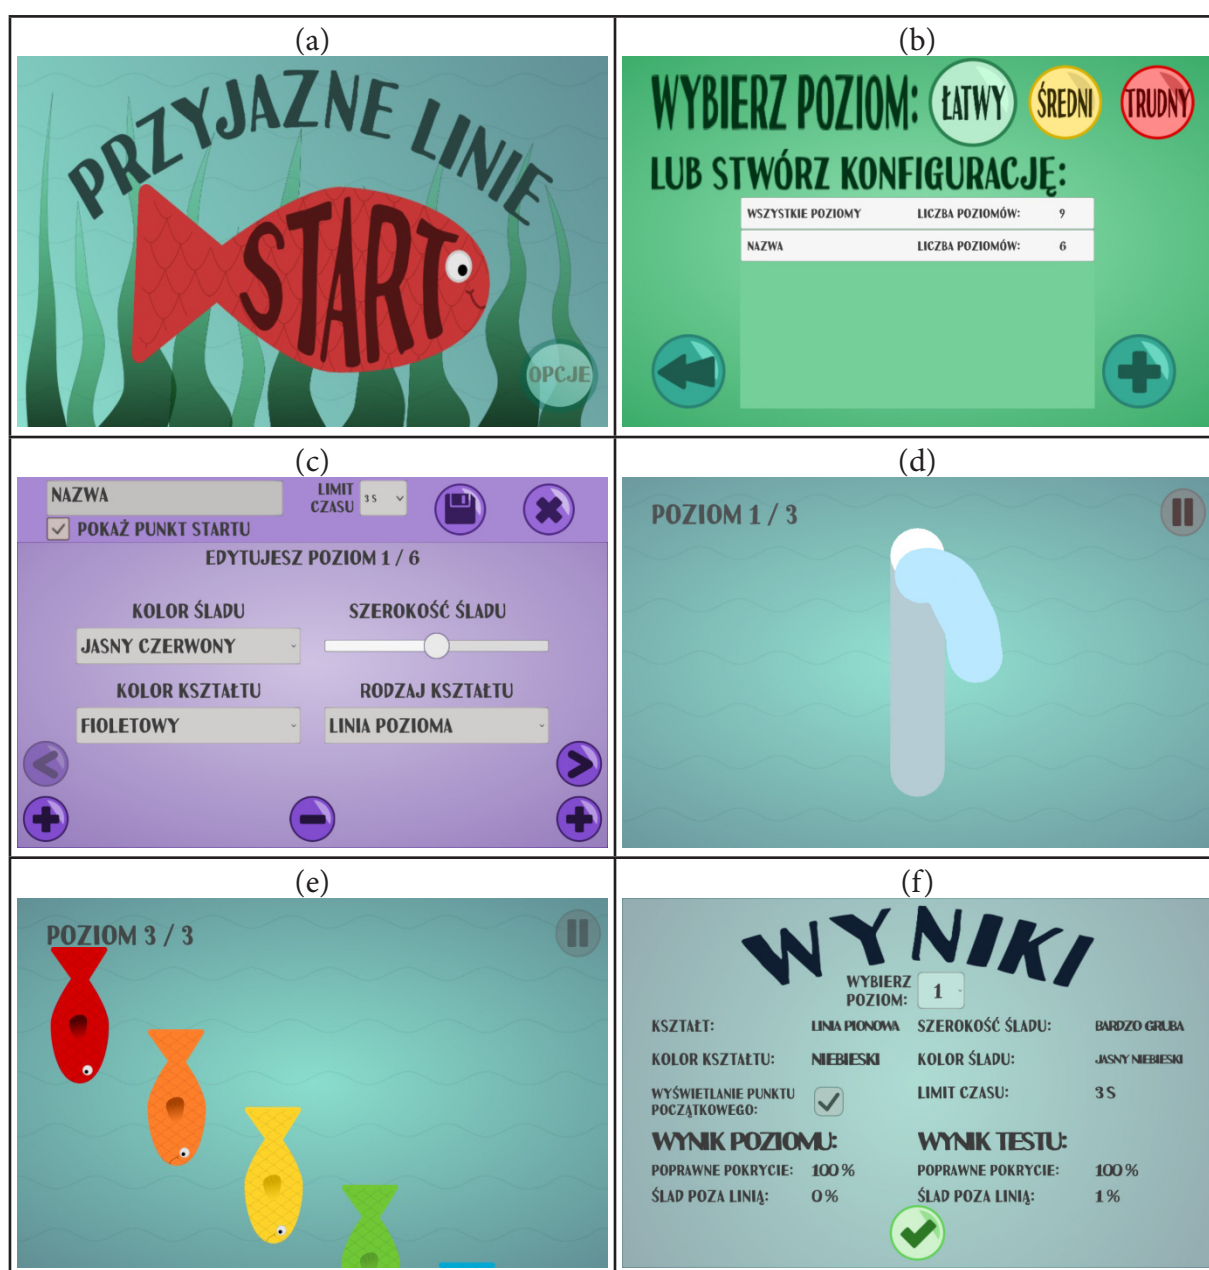 (a)
PRZYJAZNE LINIE
START
OPCJE
(b)
WYBIERZ POZIOM: ŁATWY ŚREDNI TRUDNY
LUB STWÓRZ KONFIGURACJĘ:
WSZYSTKIE POZIOMY LICZBA POZIOMÓW: 9
NAZWA LICZBA POZIOMÓW: 6
(c)
NAZWA
LIMIT CZASU 3 S
POKAŻ PUNKT STARTU
EDYTUJESZ POZIOM 1 / 6
KOLOR ŚLADU SZEROKOŚĆ ŚLADU
JASNY CZERWONY
KOLOR KSZTAŁTU RODZAJ KSZTAŁTU
FIOLETOWY LINIA POZIOMA
(d)
POZIOM 1 / 3
(e)
POZIOM 3 / 3
(f)
WYNIKI
WYBIERZ
POZIOM: 1
KSZTAŁT: LINIA PIONOWA SZEROKOŚĆ ŚLADU: BARDZO GRUBA
KOLOR KSZTAŁTU: NIEBIESKI KOLOR ŚLADU: JASNY NIEBIESKI
WYŚWIETLANIE PUNKTU
POCZĄTKOWEGO:
LIMIT CZASU: 3 S
WYNIK POZIOMU: WYNIK TESTU:
POPRAWNE POKRYCIE: 100 % POPRAWNE POKRYCIE: 100 %
ŚLAD POZA LINIĄ: 0 % ŚLAD POZA LINIĄ: 1 %